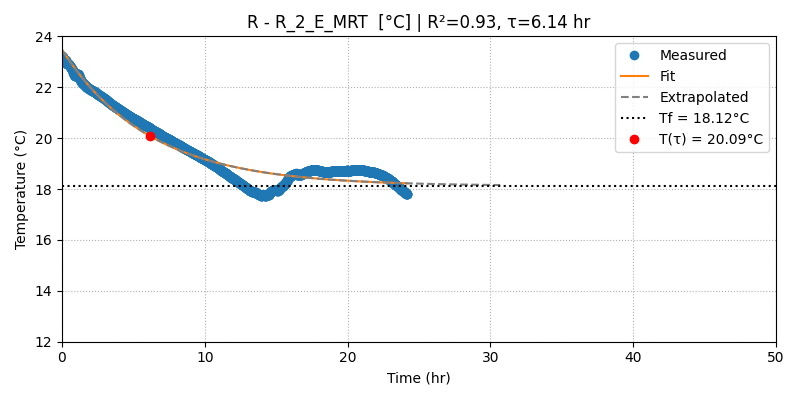 R - R_2_E_MRT [°C] | R²=0.93, τ=6.14 hr
24
22
20
18
16
14
12
Temperature (°C)
Measured
Fit
Extrapolated
Tf = 18.12°C
T(τ) = 20.09°C
0
10
20
30
40
50
Time (hr)